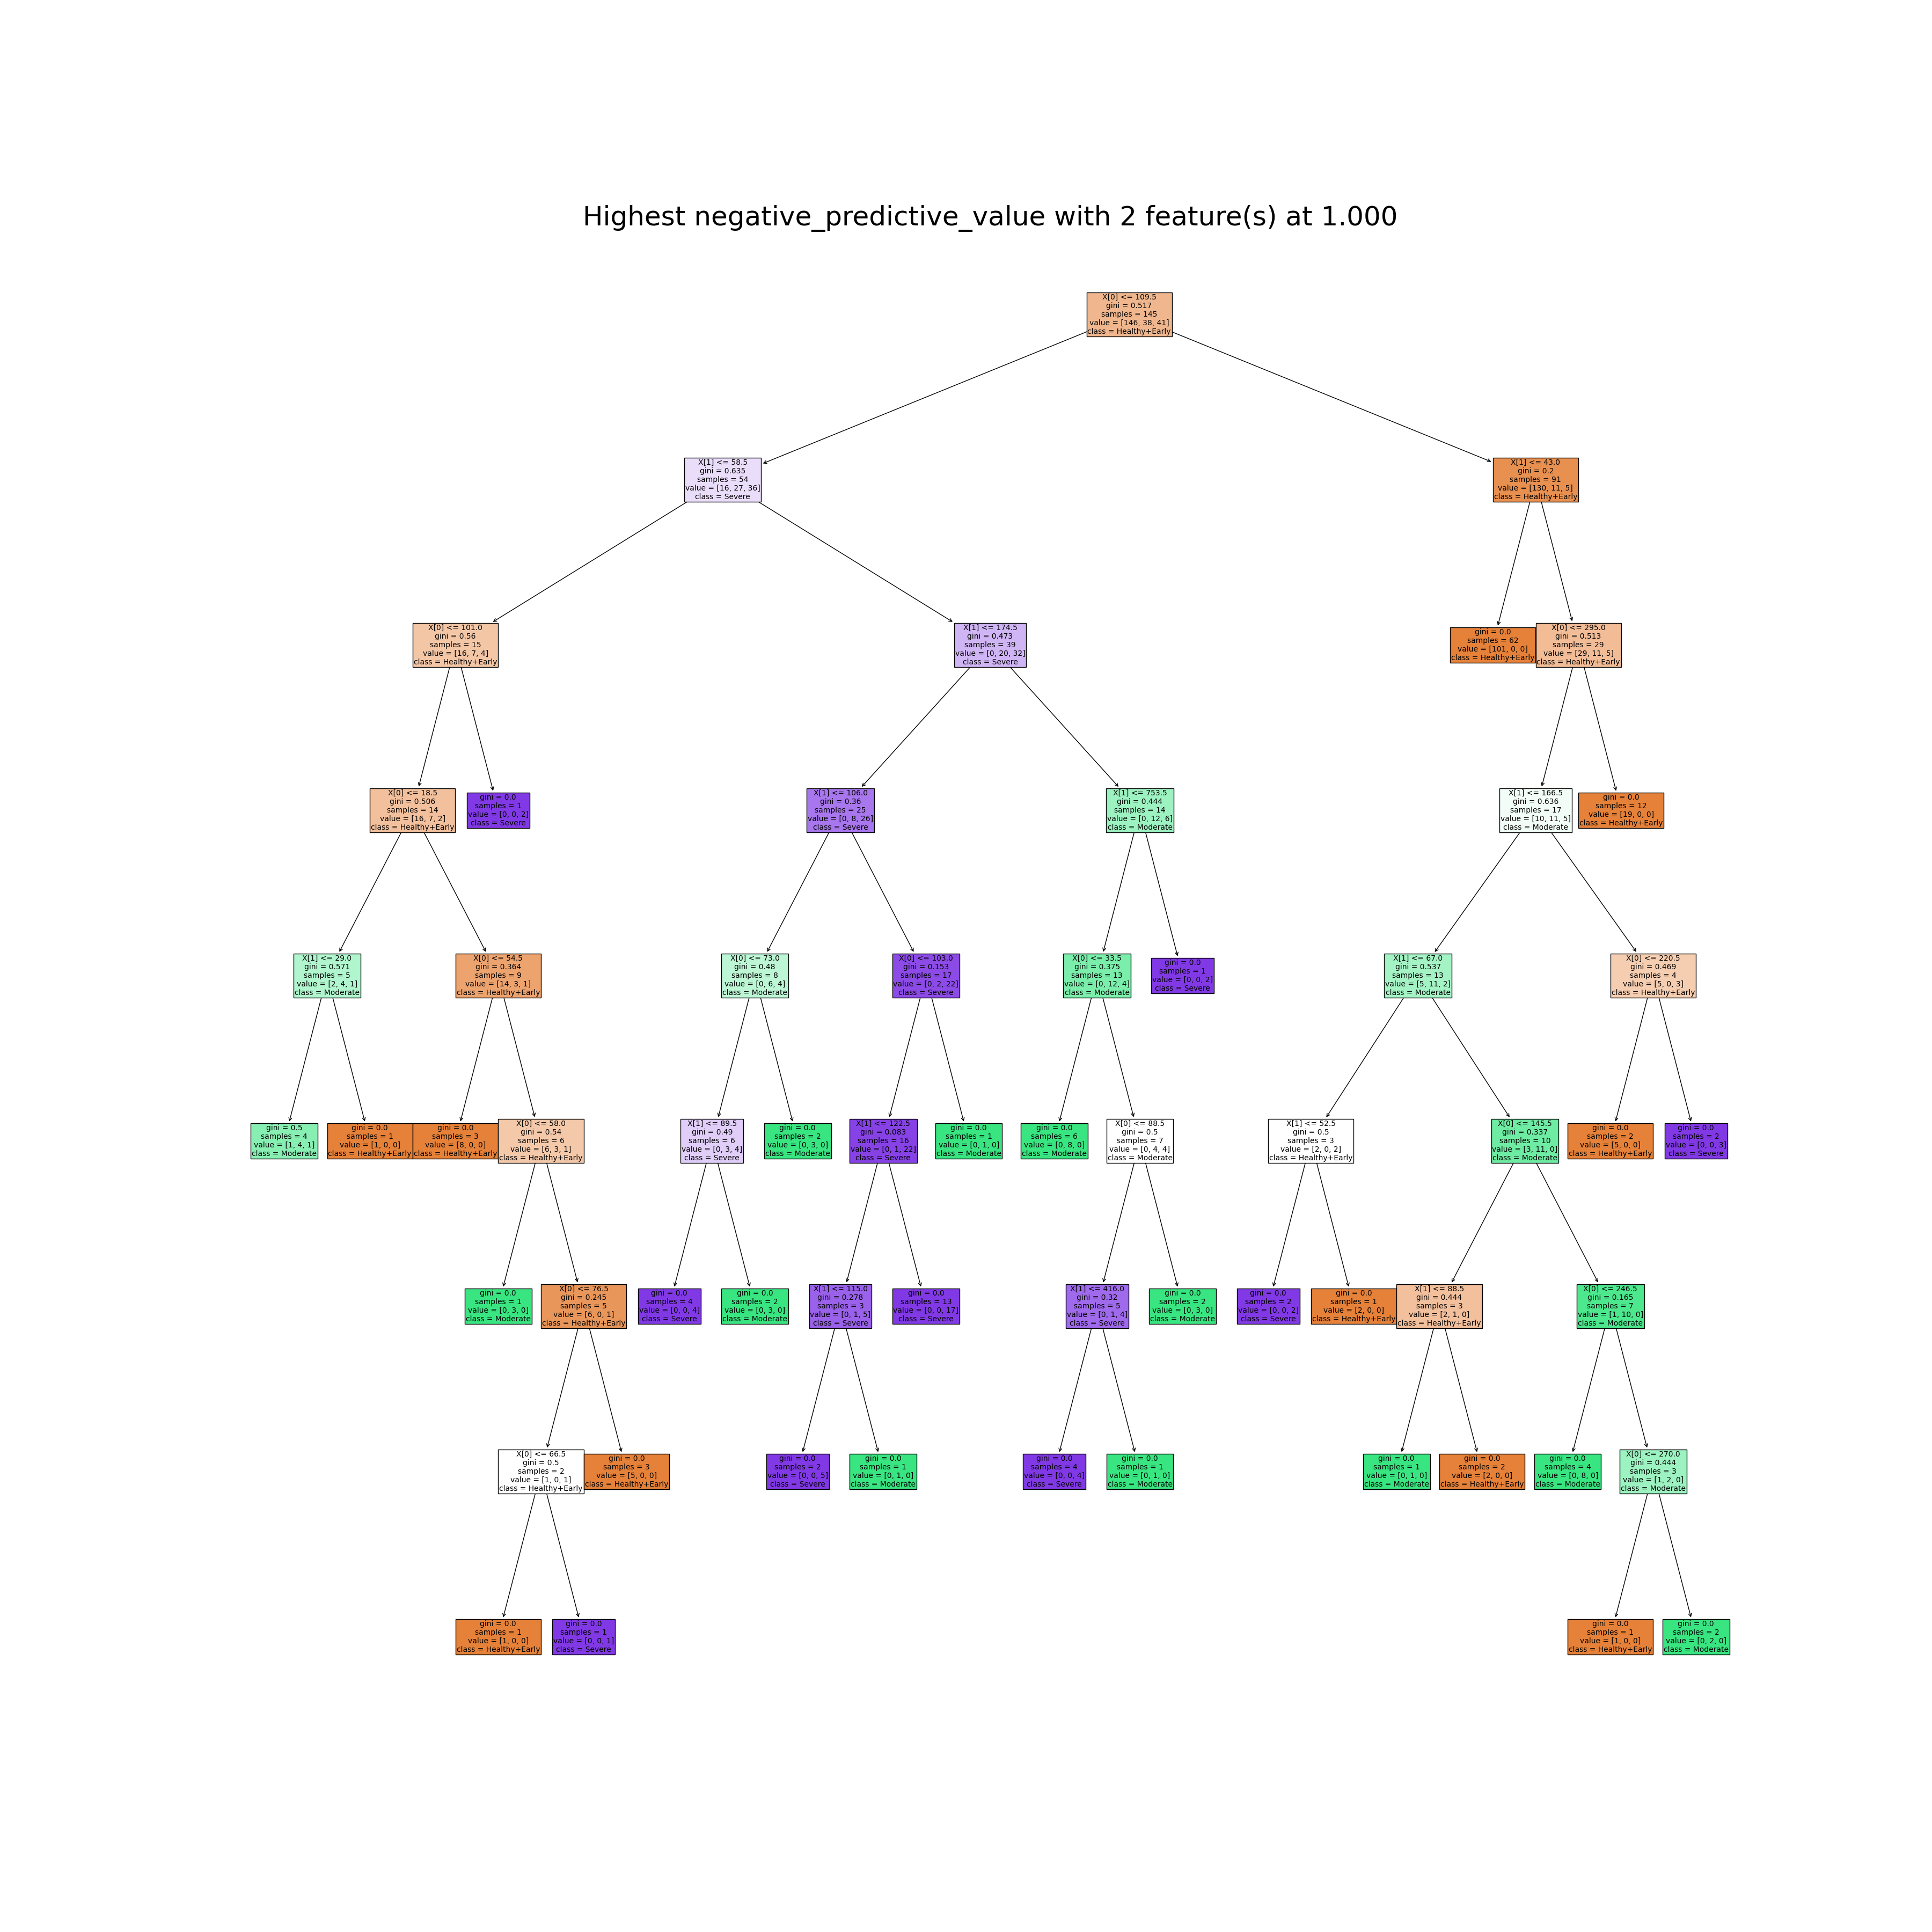 Highest negative_predictive_value with 2 feature(s) at 1.000
X[0] <= 109.5
gini = 0.517
samples = 145
value = [146, 38, 41]
class = Healthy+Early
X[1] <= 58.5
gini = 0.635
samples = 54
value = [16, 27, 36]
class = Severe
X[1] <= 43.0
gini = 0.2
samples = 91
value = [130, 11, 5]
class = Healthy+Early
X[0] <= 101.0
gini = 0.56
samples = 15
value = [16, 7, 4]
class = Healthy+Early
X[1] <= 174.5
gini = 0.473
samples = 39
value = [0, 20, 32]
class = Severe
gini = 0.0
samples = 62
value = [101, 0, 0]
class = Healthy+Early
X[0] <= 295.0
gini = 0.513
samples = 29
value = [29, 11, 5]
class = Healthy+Early
X[0] <= 18.5
gini = 0.506
samples = 14
value = [16, 7, 2]
class = Healthy+Early
gini = 0.0
samples = 1
value = [0, 0, 2]
class = Severe
X[1] <= 106.0
gini = 0.36
samples = 25
value = [0, 8, 26]
class = Severe
X[1] <= 753.5
gini = 0.444
samples = 14
value = [0, 12, 6]
class = Moderate
X[1] <= 166.5
gini = 0.636
samples = 17
value = [10, 11, 5]
class = Moderate
gini = 0.0
samples = 12
value = [19, 0, 0]
class = Healthy+Early
X[1] <= 29.0
gini = 0.571
samples = 5
value = [2, 4, 1]
class = Moderate
X[0] <= 54.5
gini = 0.364
samples = 9
value = [14, 3, 1]
class = Healthy+Early
X[0] <= 73.0
gini = 0.48
samples = 8
value = [0, 6, 4]
class = Moderate
X[0] <= 103.0
gini = 0.153
samples = 17
value = [0, 2, 22]
class = Severe
X[0] <= 33.5
gini = 0.375
samples = 13
value = [0, 12, 4]
class = Moderate
gini = 0.0
samples = 1
value = [0, 0, 2]
class = Severe
X[1] <= 67.0
gini = 0.537
samples = 13
value = [5, 11, 2]
class = Moderate
X[0] <= 220.5
gini = 0.469
samples = 4
value = [5, 0, 3]
class = Healthy+Early
gini = 0.5
samples = 4
value = [1, 4, 1]
class = Moderate
gini = 0.0
samples = 1
value = [1, 0, 0]
class = Healthy+Early
gini = 0.0
samples = 3
value = [8, 0, 0]
class = Healthy+Early
X[0] <= 58.0
gini = 0.54
samples = 6
value = [6, 3, 1]
class = Healthy+Early
X[1] <= 89.5
gini = 0.49
samples = 6
value = [0, 3, 4]
class = Severe
gini = 0.0
samples = 2
value = [0, 3, 0]
class = Moderate
X[1] <= 122.5
gini = 0.083
samples = 16
value = [0, 1, 22]
class = Severe
gini = 0.0
samples = 1
value = [0, 1, 0]
class = Moderate
gini = 0.0
samples = 6
value = [0, 8, 0]
class = Moderate
X[0] <= 88.5
gini = 0.5
samples = 7
value = [0, 4, 4]
class = Moderate
X[1] <= 52.5
gini = 0.5
samples = 3
value = [2, 0, 2]
class = Healthy+Early
X[0] <= 145.5
gini = 0.337
samples = 10
value = [3, 11, 0]
class = Moderate
gini = 0.0
samples = 2
value = [5, 0, 0]
class = Healthy+Early
gini = 0.0
samples = 2
value = [0, 0, 3]
class = Severe
gini = 0.0
samples = 1
value = [0, 3, 0]
class = Moderate
X[0] <= 76.5
gini = 0.245
samples = 5
value = [6, 0, 1]
class = Healthy+Early
gini = 0.0
samples = 4
value = [0, 0, 4]
class = Severe
gini = 0.0
samples = 2
value = [0, 3, 0]
class = Moderate
X[1] <= 115.0
gini = 0.278
samples = 3
value = [0, 1, 5]
class = Severe
gini = 0.0
samples = 13
value = [0, 0, 17]
class = Severe
X[1] <= 416.0
gini = 0.32
samples = 5
value = [0, 1, 4]
class = Severe
gini = 0.0
samples = 2
value = [0, 3, 0]
class = Moderate
gini = 0.0
samples = 2
value = [0, 0, 2]
class = Severe
gini = 0.0
samples = 1
value = [2, 0, 0]
class = Healthy+Early
X[1] <= 88.5
gini = 0.444
samples = 3
value = [2, 1, 0]
class = Healthy+Early
X[0] <= 246.5
gini = 0.165
samples = 7
value = [1, 10, 0]
class = Moderate
X[0] <= 66.5
gini = 0.5
samples = 2
value = [1, 0, 1]
class = Healthy+Early
gini = 0.0
samples = 3
value = [5, 0, 0]
class = Healthy+Early
gini = 0.0
samples = 2
value = [0, 0, 5]
class = Severe
gini = 0.0
samples = 1
value = [0, 1, 0]
class = Moderate
gini = 0.0
samples = 4
value = [0, 0, 4]
class = Severe
gini = 0.0
samples = 1
value = [0, 1, 0]
class = Moderate
gini = 0.0
samples = 1
value = [0, 1, 0]
class = Moderate
gini = 0.0
samples = 2
value = [2, 0, 0]
class = Healthy+Early
gini = 0.0
samples = 4
value = [0, 8, 0]
class = Moderate
X[0] <= 270.0
gini = 0.444
samples = 3
value = [1, 2, 0]
class = Moderate
gini = 0.0
samples = 1
value = [1, 0, 0]
class = Healthy+Early
gini = 0.0
samples = 1
value = [0, 0, 1]
class = Severe
gini = 0.0
samples = 1
value = [1, 0, 0]
class = Healthy+Early
gini = 0.0
samples = 2
value = [0, 2, 0]
class = Moderate